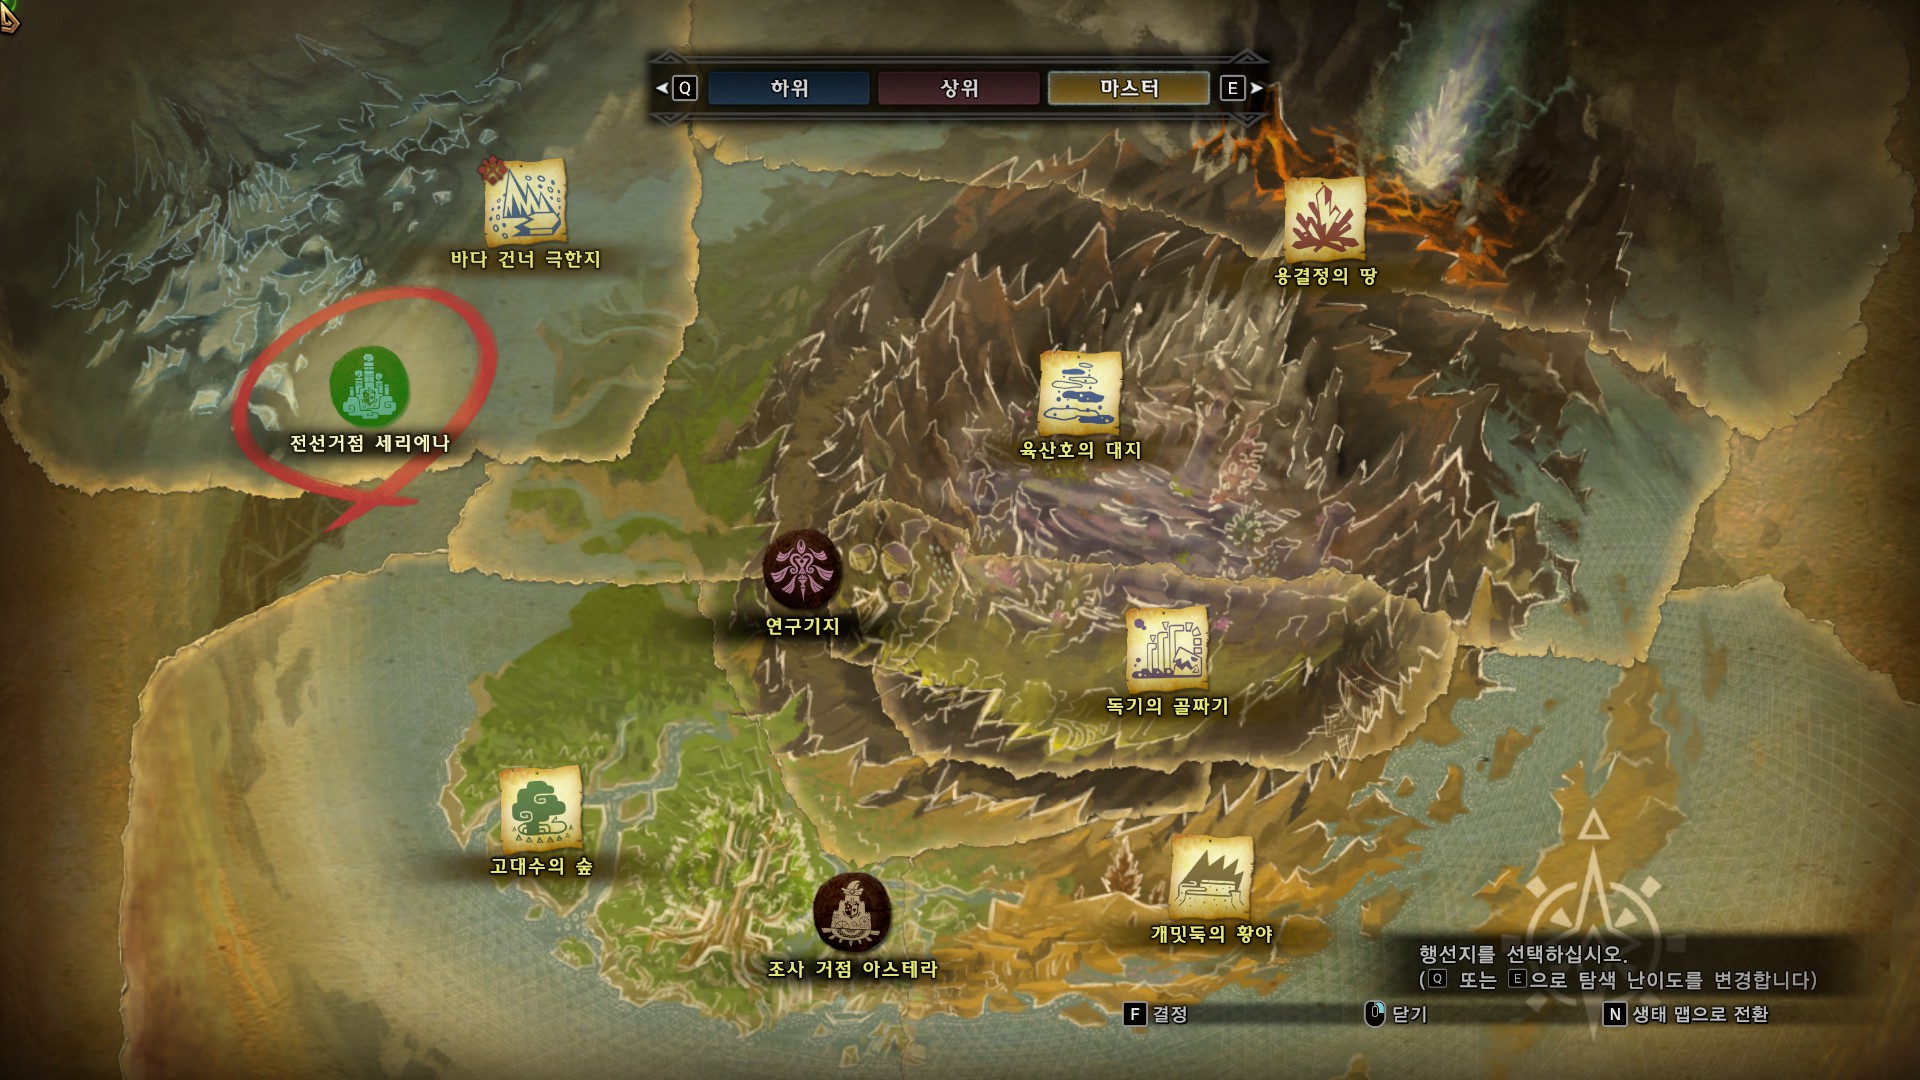 Q 하위 상위 마스터 E
바다 건너 극한지
용결정의 땅
전선거점 세리에나
육산호의 대지
연구기지
독기의 골짜기
고대수의 숲
개밋둑의 황야
조사 거점 아스테라
행선지를 선택하십시오.
(Q 또는 E으로 탐색 난이도를 변경합니다)
F 결정 닫기 N 생태 맵으로 전환